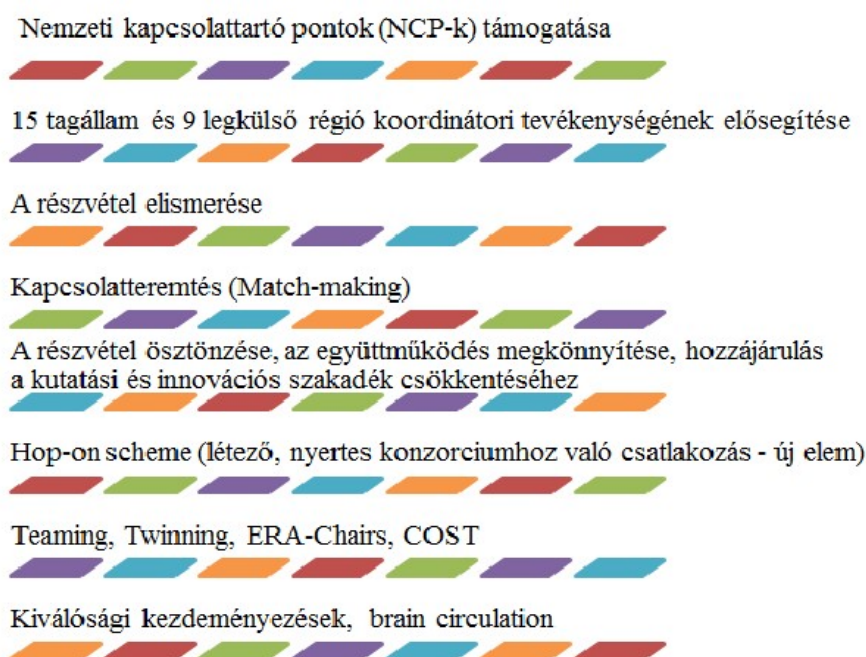 Nemzeti kapcsolattartó pontok (NCP-k) támogatása
15 tagállam és 9 legkülső régió koordinátori tevékenységének elősegítése
A részvétel elismerése
Kapcsolatteremtés (Match-making)
A részvétel ösztönzése, az együttműködés megkönnyítése, hozzájárulás
a kutatási és innovációs szakadék csökkentéséhez
Hop-on scheme (létező, nyertes konzorciumhoz való csatlakozás - új elem)
Teaming, Twinning, ERA-Chairs, COST
Kiválósági kezdeményezések, brain circulation